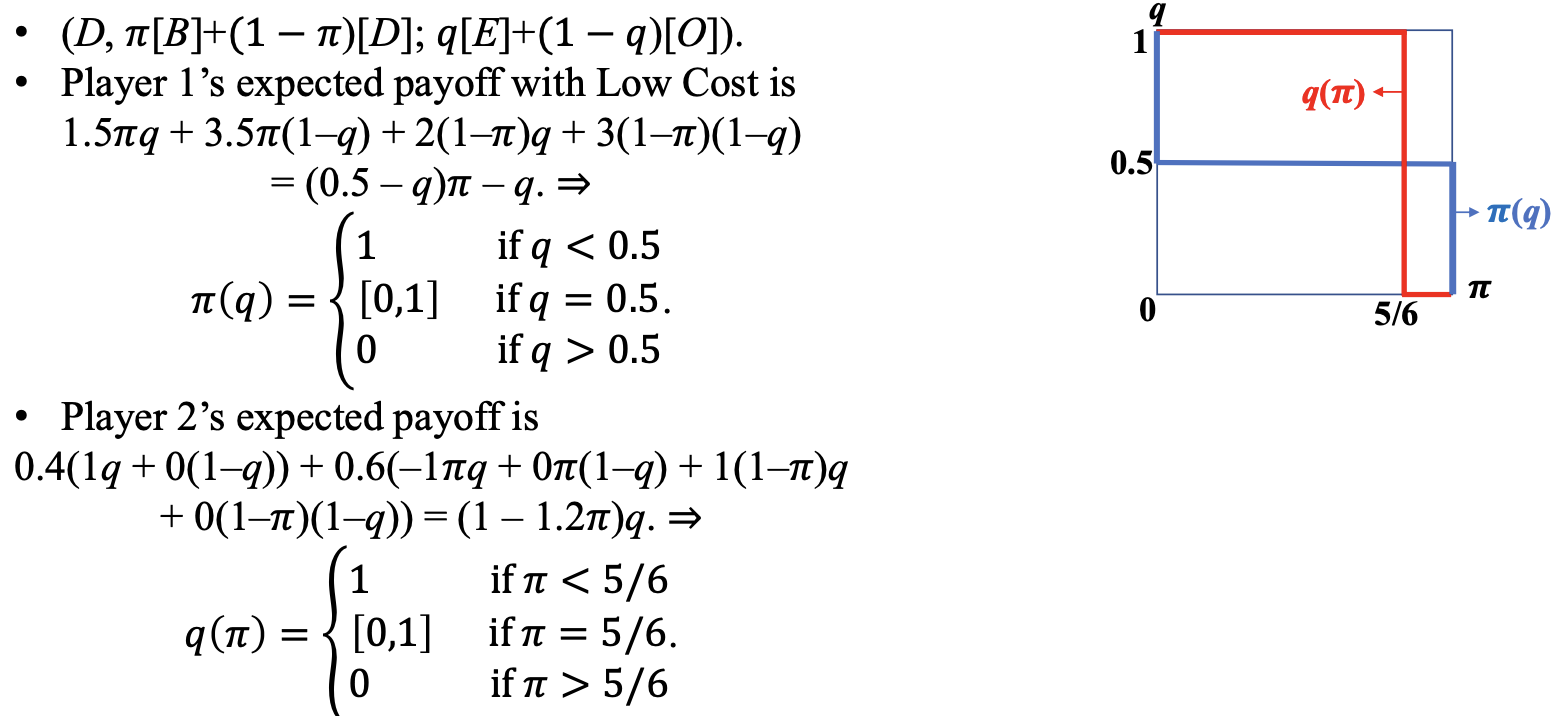 • (D, π[B]+(1 − π)[D]; q[E]+(1 − q)[O]).
• Player 1’s expected payoff with Low Cost is
1.5πq + 3.5π(1–q) + 2(1–π)q + 3(1–π)(1–q)
= (0.5 – q)π – q. ⇒
π(q) = {
1 if q < 0.5
[0,1] if q = 0.5.
0 if q > 0.5
• Player 2’s expected payoff is
0.4(1q + 0(1–q)) + 0.6(–1πq + 0π(1–q) + 1(1–π)q
+ 0(1–π)(1–q)) = (1 – 1.2π)q. ⇒
q(π) = {
1 if π < 5/6
[0,1] if π = 5/6.
0 if π > 5/6
q
1
q(π)
0.5
π(q)
π
0
5/6